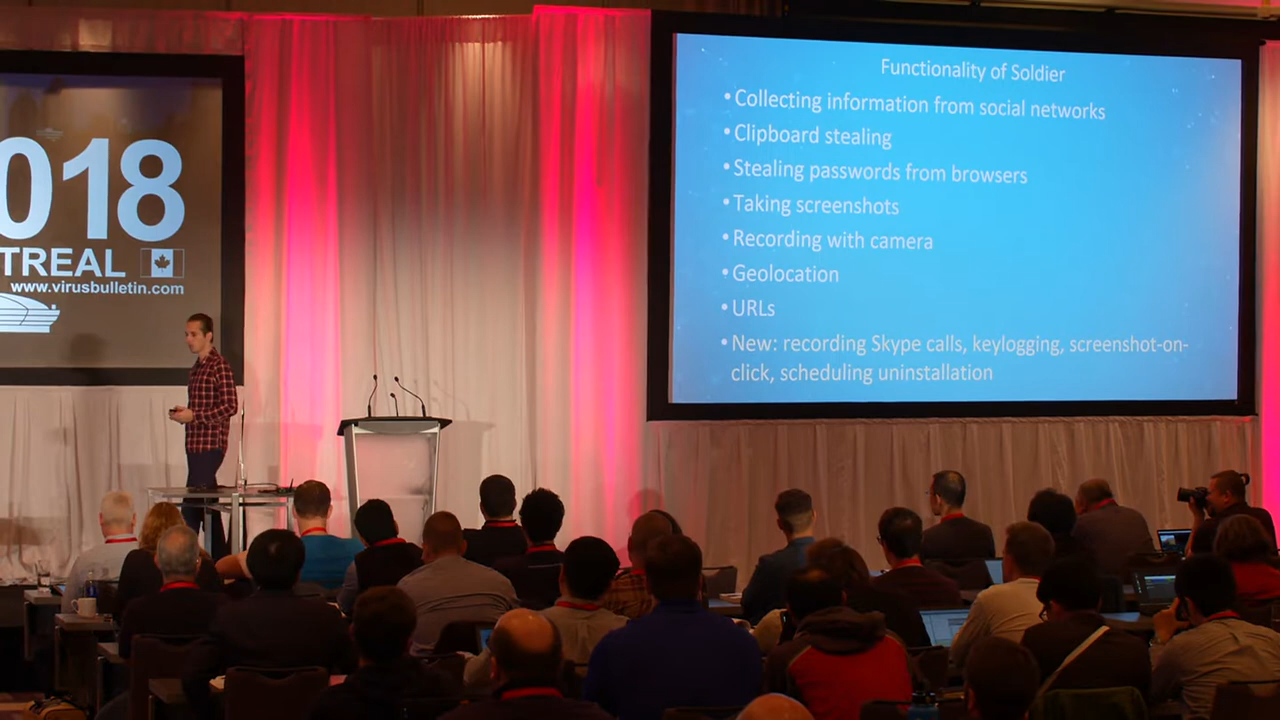 018
TREAL
www.virusbulletin.com
Functionality of Soldier
•Collecting information from social networks
•Clipboard stealing
•Stealing passwords from browsers
•Taking screenshots
•Recording with camera
•Geolocation
•URLs
•New: recording Skype calls, keylogging, screenshot-on-
click, scheduling uninstallation